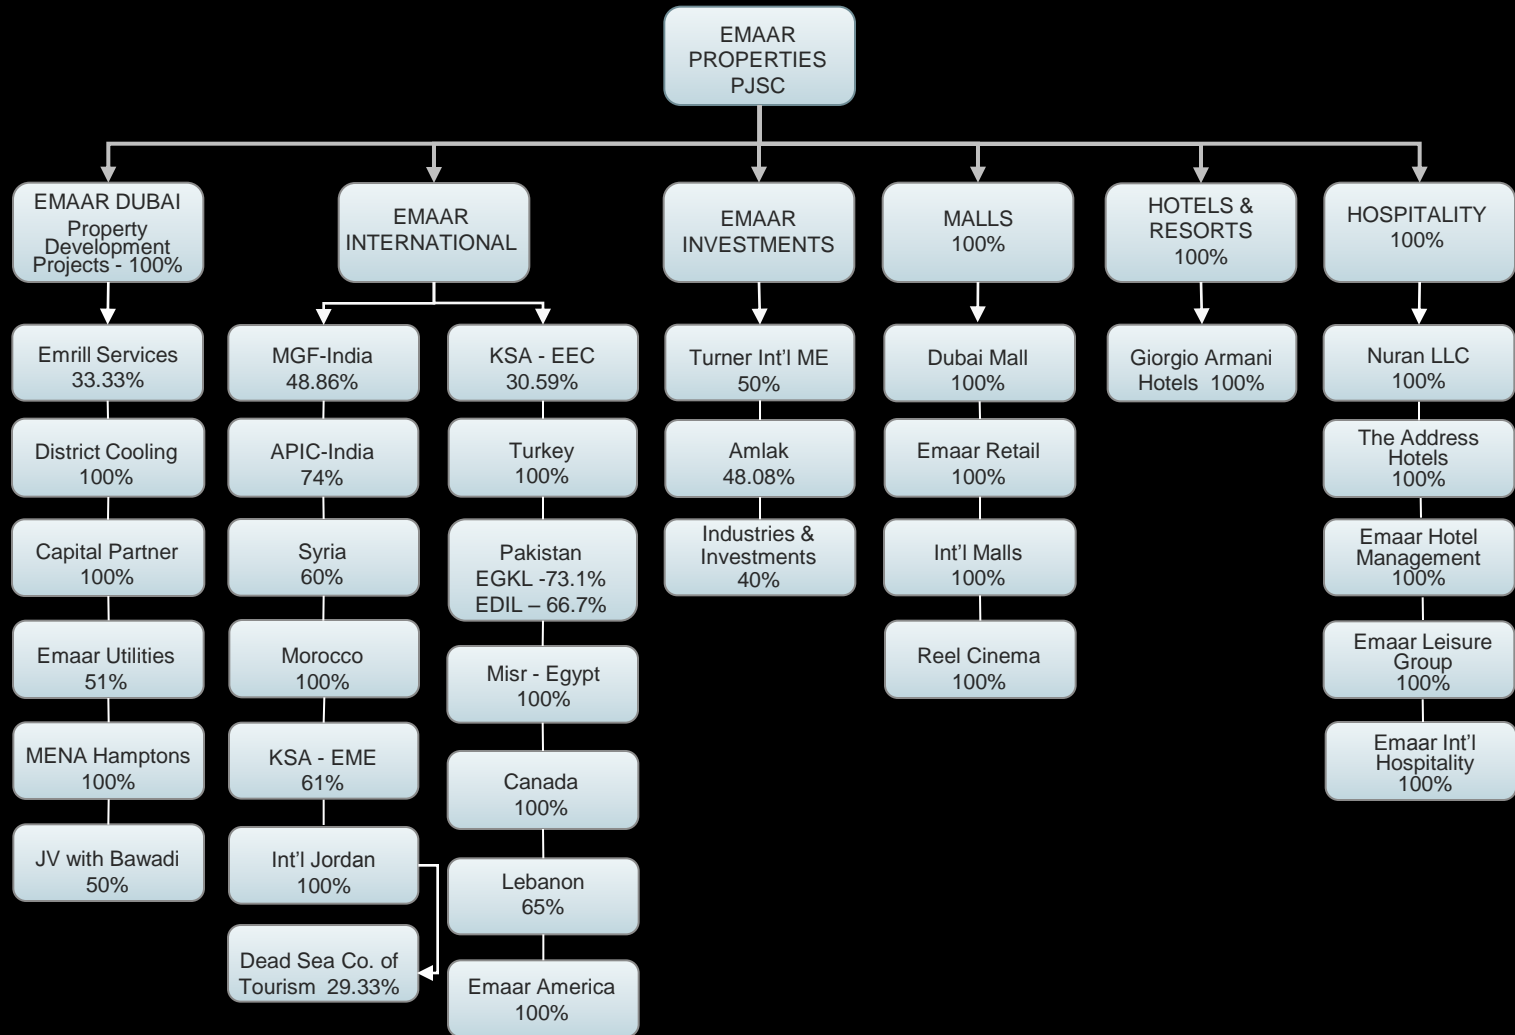 EMAAR
PROPERTIES
PJSC
EMAAR DUBAI
Property
Development
Projects - 100%
EMAAR
INTERNATIONAL
EMAAR
INVESTMENTS
MALLS
100%
HOTELS &
RESORTS
100%
HOSPITALITY
100%
Emrill Services
33.33%
District Cooling
100%
Capital Partner
100%
Emaar Utilities
51%
MENA Hamptons
100%
JV with Bawadi
50%
MGF-India
48.86%
APIC-India
74%
Syria
60%
Morocco
100%
KSA - EME
61%
Int'l Jordan
100%
Dead Sea Co. of
Tourism 29.33%
KSA - EEC
30.59%
Turkey
100%
Pakistan
EGKL -73.1%
EDIL – 66.7%
Misr - Egypt
100%
Canada
100%
Lebanon
65%
Emaar America
100%
Turner Int'l ME
50%
Amlak
48.08%
Industries &
Investments
40%
Dubai Mall
100%
Emaar Retail
100%
Int'l Malls
100%
Reel Cinema
100%
Giorgio Armani
Hotels 100%
Nuran LLC
100%
The Address
Hotels
100%
Emaar Hotel
Management
100%
Emaar Leisure
Group
100%
Emaar Int'l
Hospitality
100%